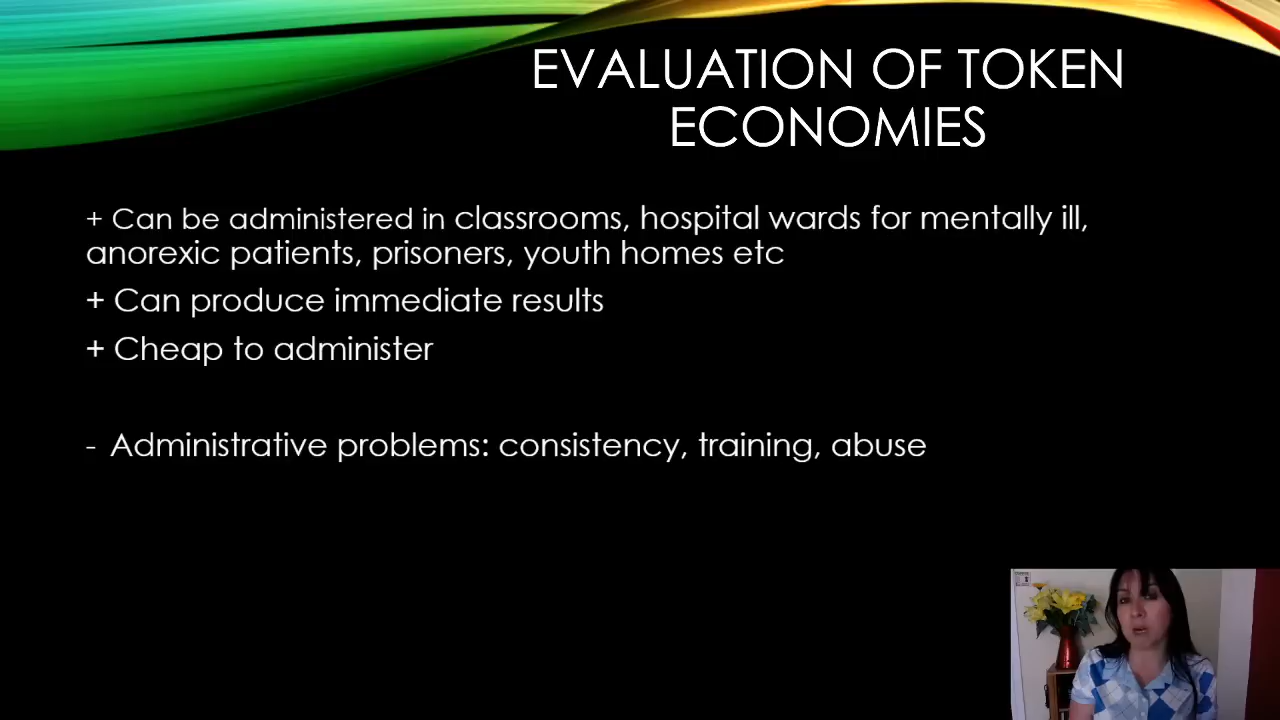 EVALUATION OF TOKEN
ECONOMIES
+ Can be administered in classrooms, hospital wards for mentally ill,
anorexic patients, prisoners, youth homes etc
+ Can produce immediate results
+ Cheap to administer
- Administrative problems: consistency, training, abuse